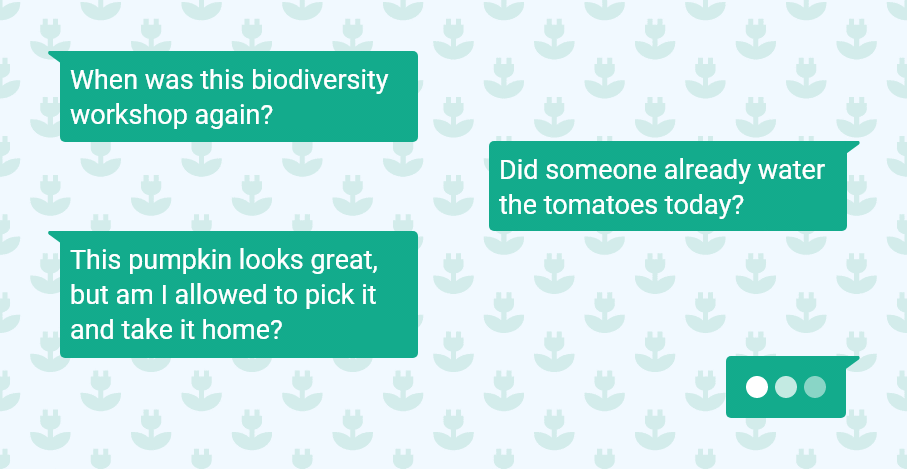 When was this biodiversity
workshop again?
Did someone already water
the tomatoes today?
This pumpkin looks great,
but am I allowed to pick it
and take it home?